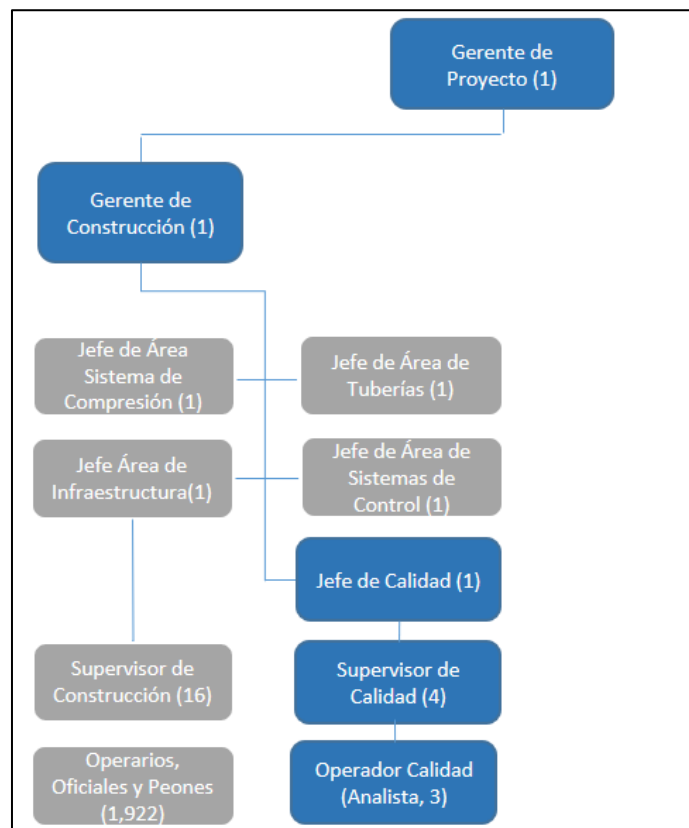 Gerente de
Proyecto (1)
Gerente de
Construcción (1)
Jefe de Área
Sistema de
Compresión (1)
Jefe de Área de
Tuberías (1)
Jefe Área de
Infraestructura(1)
Jefe de Área de
Sistemas de
Control (1)
Jefe de Calidad (1)
Supervisor de
Construcción (16)
Supervisor de
Calidad (4)
Operarios,
Oficiales y Peones
(1,922)
Operador Calidad
(Analista, 3)